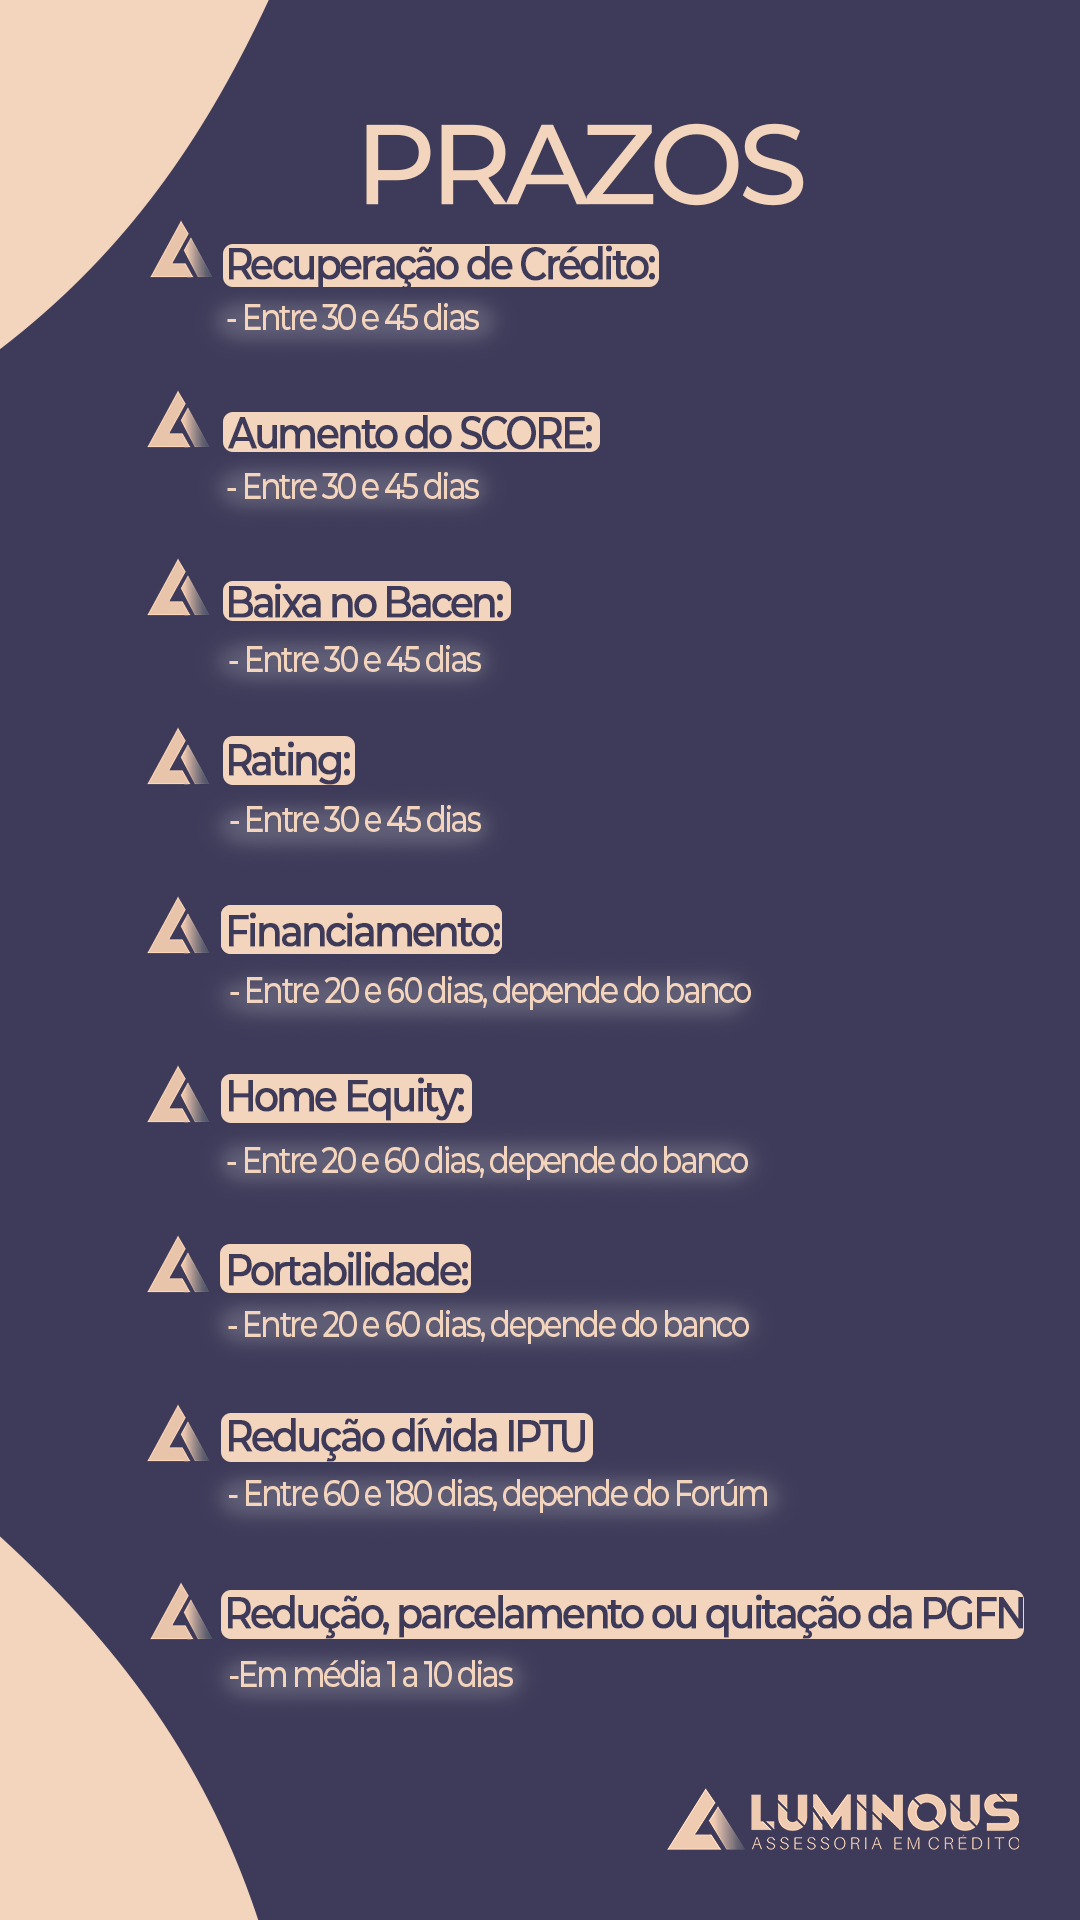 PRAZOS
Recuperação de Crédito:
- Entre 30 e 45 dias
Aumento do SCORE:
- Entre 30 e 45 dias
Baixa no Bacen:
- Entre 30 e 45 dias
Rating:
- Entre 30 e 45 dias
Financiamento:
- Entre 20 e 60 dias, depende do banco
Home Equity:
- Entre 20 e 60 dias, depende do banco
Portabilidade:
- Entre 20 e 60 dias, depende do banco
Redução dívida IPTU
- Entre 60 e 180 dias, depende do Forúm
Redução, parcelamento ou quitação da PGFN
-Em média 1 a 10 dias
LUMINOUS
ASSESSORIA EM CRÉDITO